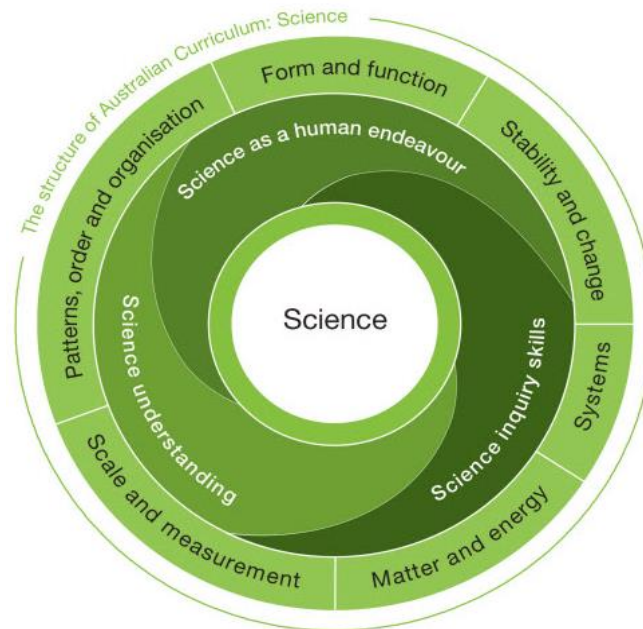 The structure of Australian Curriculum: Science
Form and function
Stability and change
Systems
Matter and energy
Scale and measurement
Patterns, order and organisation
Science as a human endeavour
Science inquiry skills
Science understanding
Science